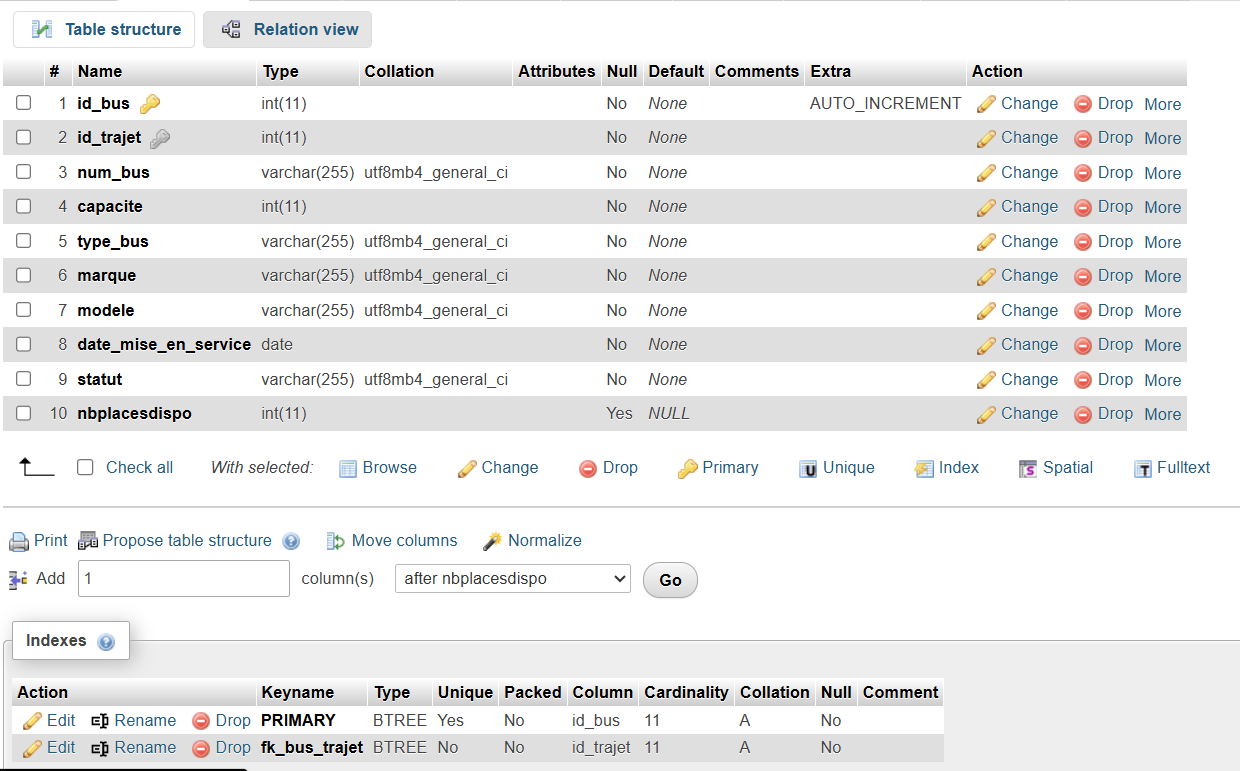 Table structure Relation view
# Name Type Collation Attributes Null Default Comments Extra Action
1 id_bus int(11) No None AUTO_INCREMENT Change Drop More
2 id_trajet int(11) No None Change Drop More
3 num_bus varchar(255) utf8mb4_general_ci No None Change Drop More
4 capacite int(11) No None Change Drop More
5 type_bus varchar(255) utf8mb4_general_ci No None Change Drop More
6 marque varchar(255) utf8mb4_general_ci No None Change Drop More
7 modele varchar(255) utf8mb4_general_ci No None Change Drop More
8 date_mise_en_service date No None Change Drop More
9 statut varchar(255) utf8mb4_general_ci No None Change Drop More
10 nbplacesdispo int(11) Yes NULL Change Drop More
Check all With selected: Browse Change Drop Primary U Unique Index S Spatial T Fulltext
Print Propose table structure ? Move columns Normalize
Add 1 column(s) after nbplacesdispo Go
Indexes ?
Action Keyname Type Unique Packed Column Cardinality Collation Null Comment
Edit Rename Drop PRIMARY BTREE Yes No id_bus 11 A No
Edit Rename Drop fk_bus_trajet BTREE No No id_trajet 11 A No